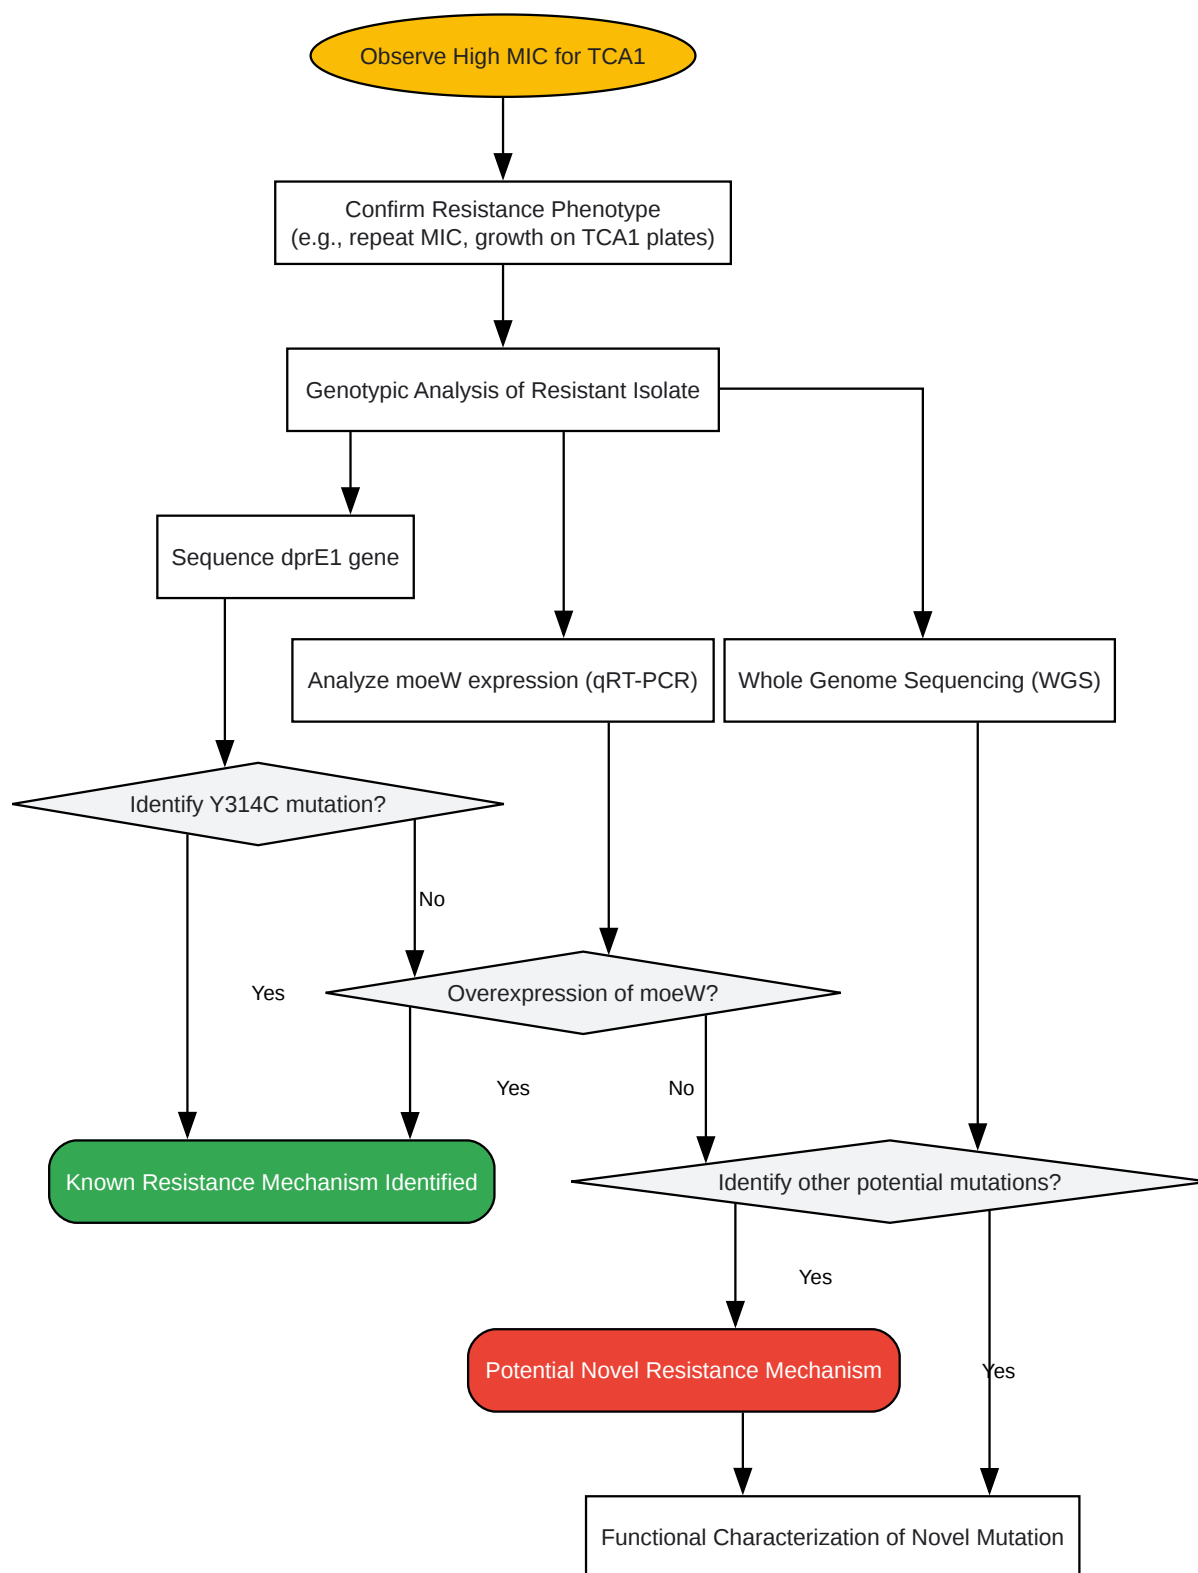 Observe High MIC for TCA1
Confirm Resistance Phenotype
(e.g., repeat MIC, growth on TCA1 plates)
Genotypic Analysis of Resistant Isolate
Sequence dprE1 gene
Analyze moeW expression (qRT-PCR)
Whole Genome Sequencing (WGS)
Identify Y314C mutation?
No
Yes
Overexpression of moeW?
Yes
No
Known Resistance Mechanism Identified
Identify other potential mutations?
Yes
Potential Novel Resistance Mechanism
Yes
Functional Characterization of Novel Mutation